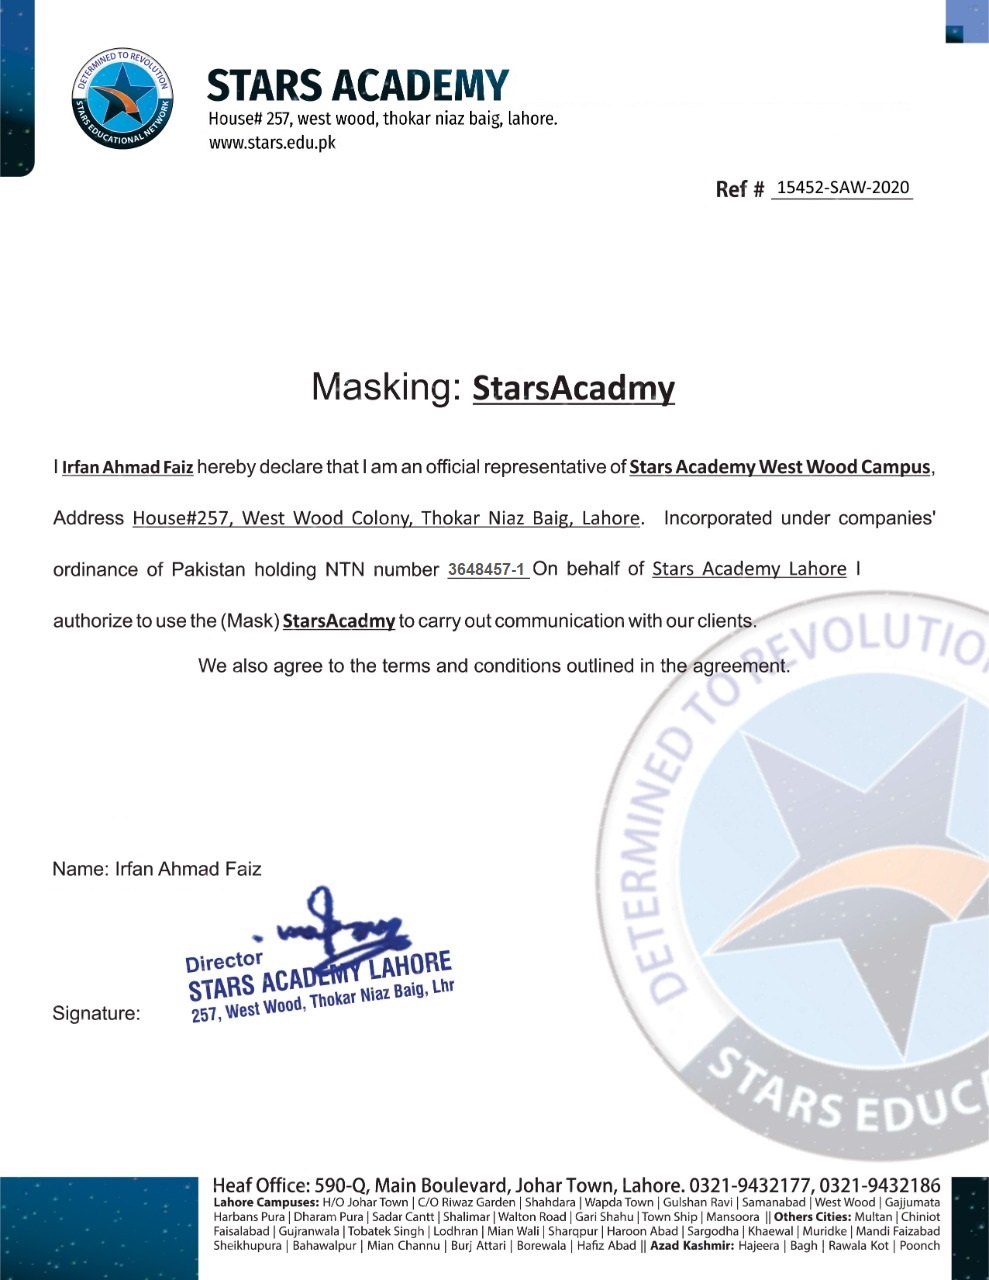 DETERMINED TO REVOLUTION
STARS EDUCATIONAL NETWORK
STARS ACADEMY
House# 257, west wood, thokar niaz baig, lahore.
www.stars.edu.pk
Ref # 15452-SAW-2020
Masking: StarsAcadmy
I Irfan Ahmad Faiz hereby declare that I am an official representative of Stars Academy West Wood Campus,
Address House#257, West Wood Colony, Thokar Niaz Baig, Lahore. Incorporated under companies'
ordinance of Pakistan holding NTN number 3648457-1 On behalf of Stars Academy Lahore I
authorize to use the (Mask) StarsAcadmy to carry out communication with our clients.
We also agree to the terms and conditions outlined in the agreement.
DETERMINED TO REVOLUTIO
STARS EDUC
Name: Irfan Ahmad Faiz
Director
STARS ACADEMY LAHORE
257, West Wood, Thokar Niaz Baig, Lhr
Signature:
Heaf Office: 590-Q, Main Boulevard, Johar Town, Lahore. 0321-9432177, 0321-9432186
Lahore Campuses: H/O Johar Town | C/O Riwaz Garden | Shahdara | Wapda Town | Gulshan Ravi | Samanabad | West Wood | Gajjumata
Harbans Pura | Dharam Pura | Sadar Cantt | Shalimar | Walton Road | Gari Shahu | Town Ship | Mansoora || Others Cities: Multan | Chiniot
Faisalabad | Gujranwala | Tobatek Singh | Lodhran | Mian Wali | Sharqpur | Haroon Abad | Sargodha | Khaewal | Muridke | Mandi Faizabad
Sheikhupura | Bahawalpur | Mian Channu | Burj Attari | Borewala | Hafiz Abad || Azad Kashmir: Hajeera | Bagh | Rawala Kot | Poonch